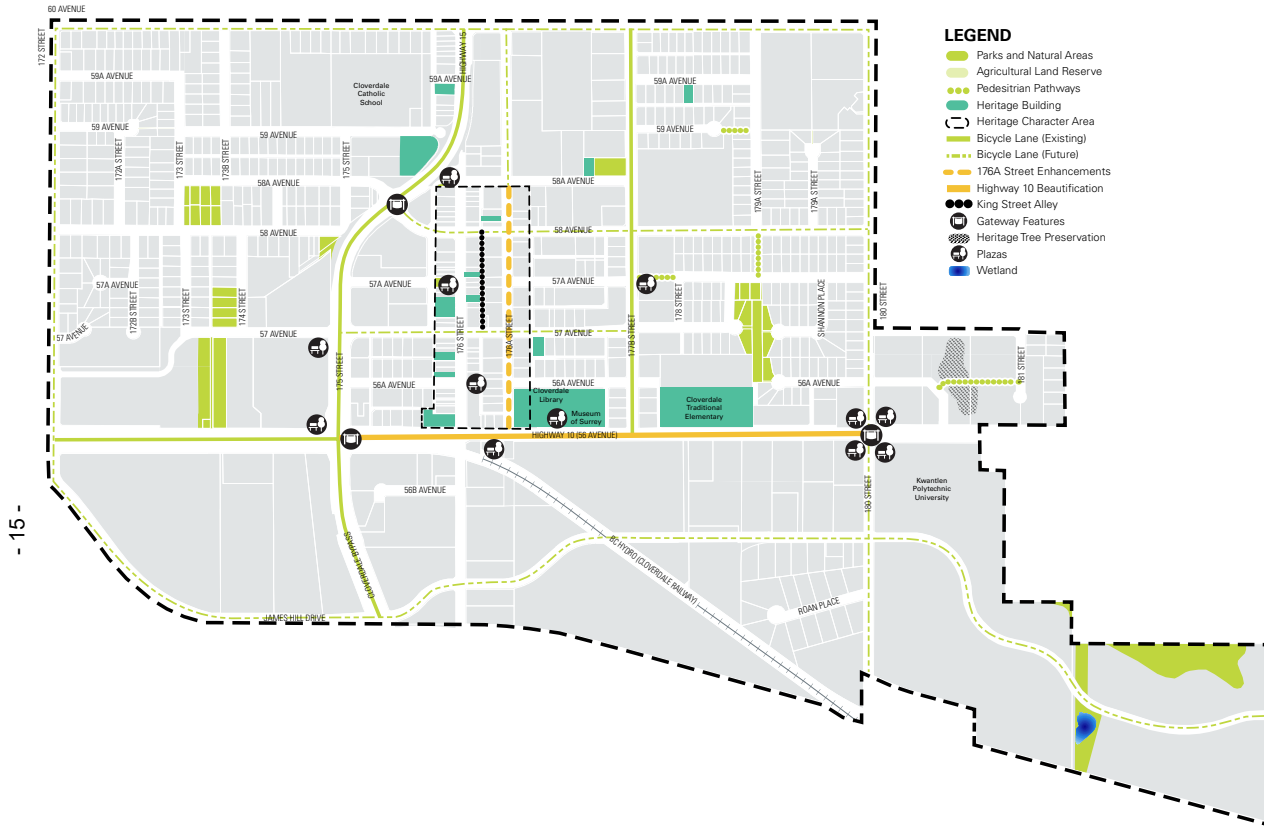 60 AVENUE
172 STREET
HIGHWAY 15
LEGEND
Parks and Natural Areas
Agricultural Land Reserve
Pedesitrian Pathways
Heritage Building
Heritage Character Area
Bicycle Lane (Existing)
Bicycle Lane (Future)
176A Street Enhancements
Highway 10 Beautification
King Street Alley
Gateway Features
Heritage Tree Preservation
Plazas
Wetland
59A AVENUE
59A AVENUE
59A AVENUE
Cloverdale
Catholic
School
59 AVENUE
59 AVENUE
59 AVENUE
172A STREET
173 STREET
173B STREET
175 STREET
58A AVENUE
58A AVENUE
179A STREET
179A STREET
58 AVENUE
58 AVENUE
57A AVENUE
57A AVENUE
57A AVENUE
172B STREET
173 STREET
174 STREET
178 STREET
SHANNON PLACE
180 STREET
57 AVENUE
57 AVENUE
57 AVENUE
176 STREET
176A STREET
177B STREET
175 STREET
181 STREET
56A AVENUE
56A AVENUE
56A AVENUE
Cloverdale
Library
Museum
of Surrey
Cloverdale
Traditional
Elementary
HIGHWAY 10 (56 AVENUE)
56B AVENUE
180 STREET
Kwantlen
Polytechnic
University
CLOVERDALE BYPASS
BC HYDRO (CLOVERDALE RAILWAY)
ROAN PLACE
JAMES HILL DRIVE
- 15 -